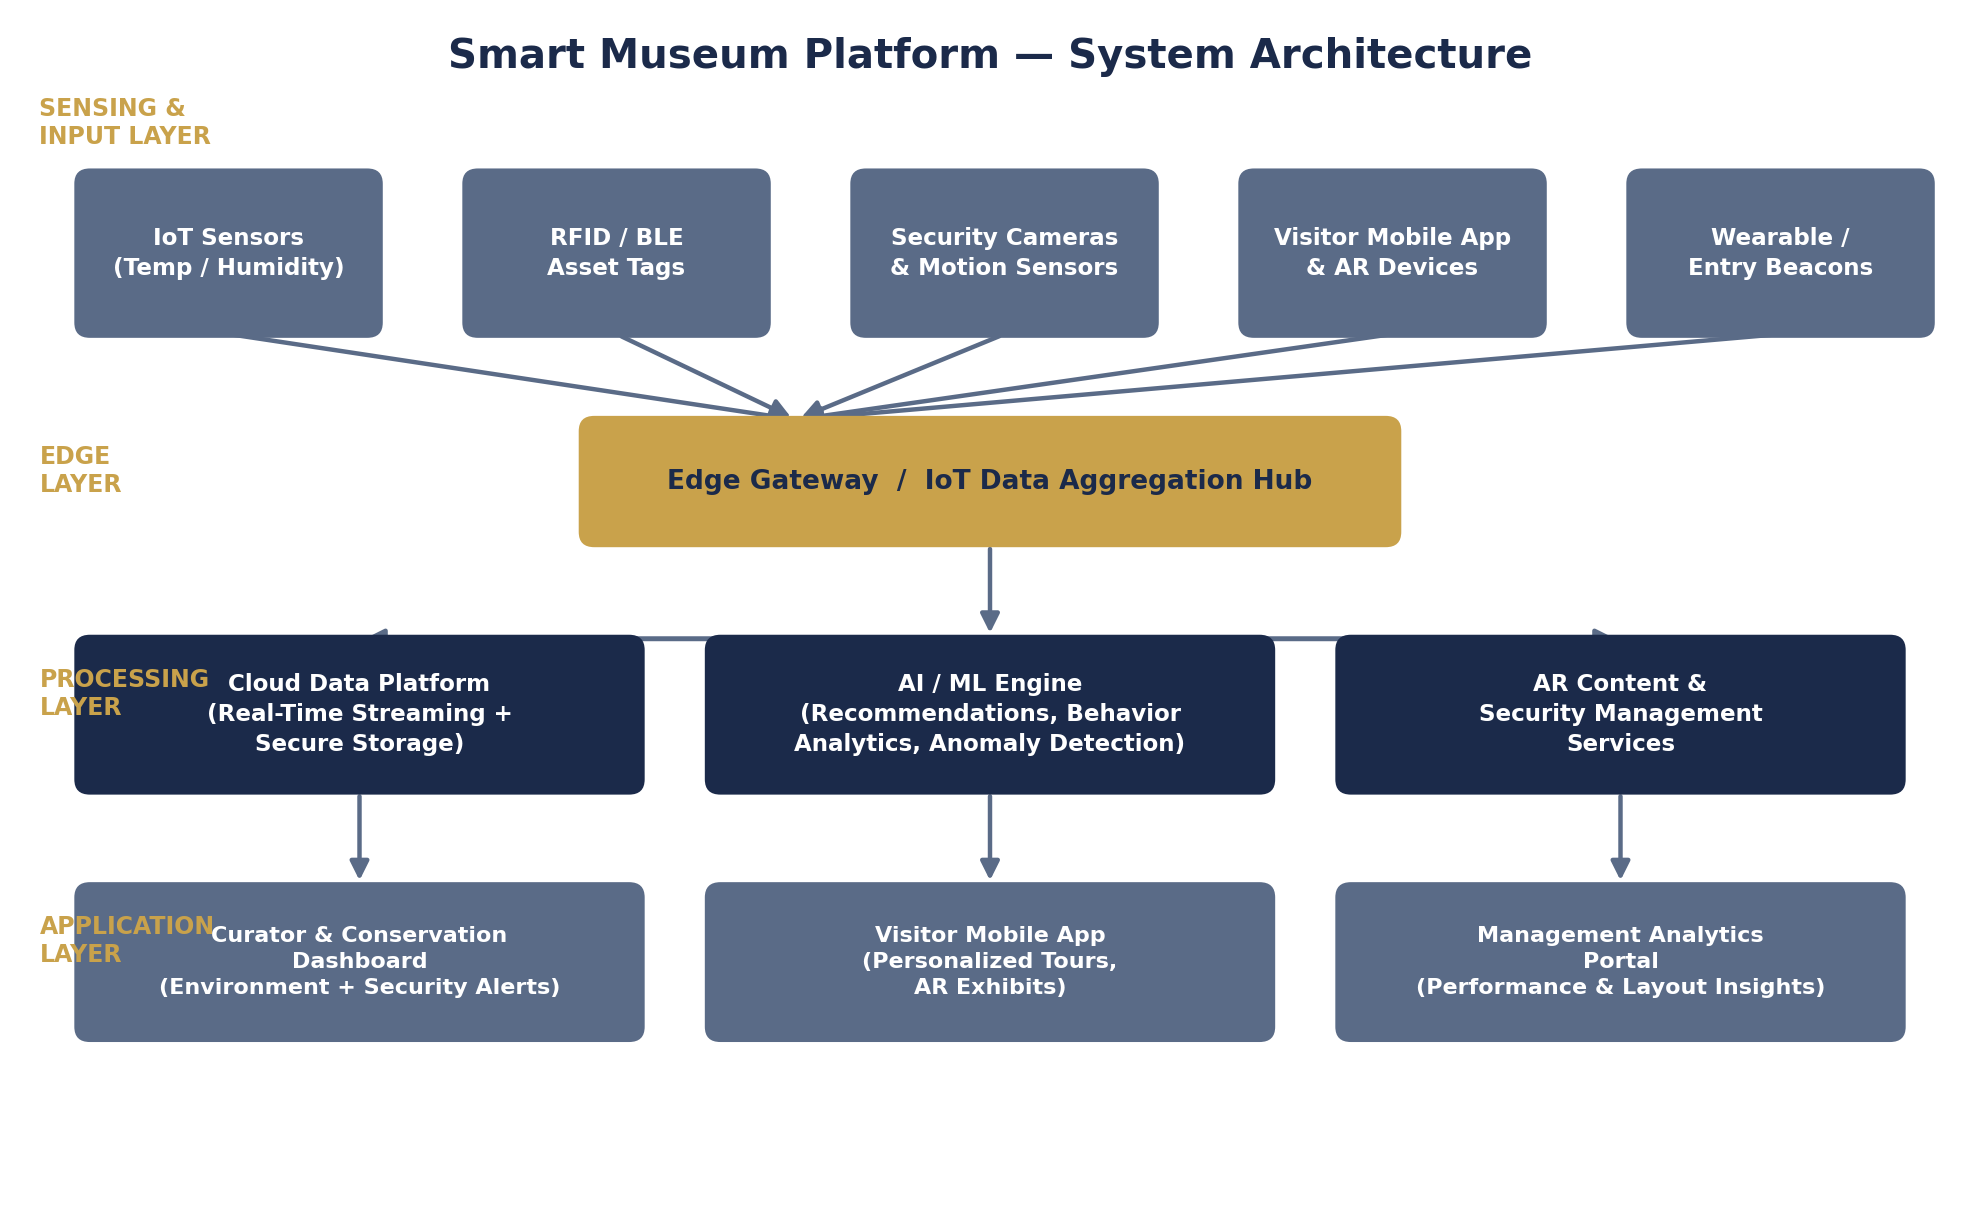 Smart Museum Platform — System Architecture
SENSING &
INPUT LAYER
IoT Sensors
(Temp / Humidity)
RFID / BLE
Asset Tags
Security Cameras
& Motion Sensors
Visitor Mobile App
& AR Devices
Wearable /
Entry Beacons
EDGE
LAYER
Edge Gateway / IoT Data Aggregation Hub
PROCESSING
LAYER
Cloud Data Platform
(Real-Time Streaming +
Secure Storage)
AI / ML Engine
(Recommendations, Behavior
Analytics, Anomaly Detection)
AR Content &
Security Management
Services
APPLICATION
LAYER
Curator & Conservation
Dashboard
(Environment + Security Alerts)
Visitor Mobile App
(Personalized Tours,
AR Exhibits)
Management Analytics
Portal
(Performance & Layout Insights)